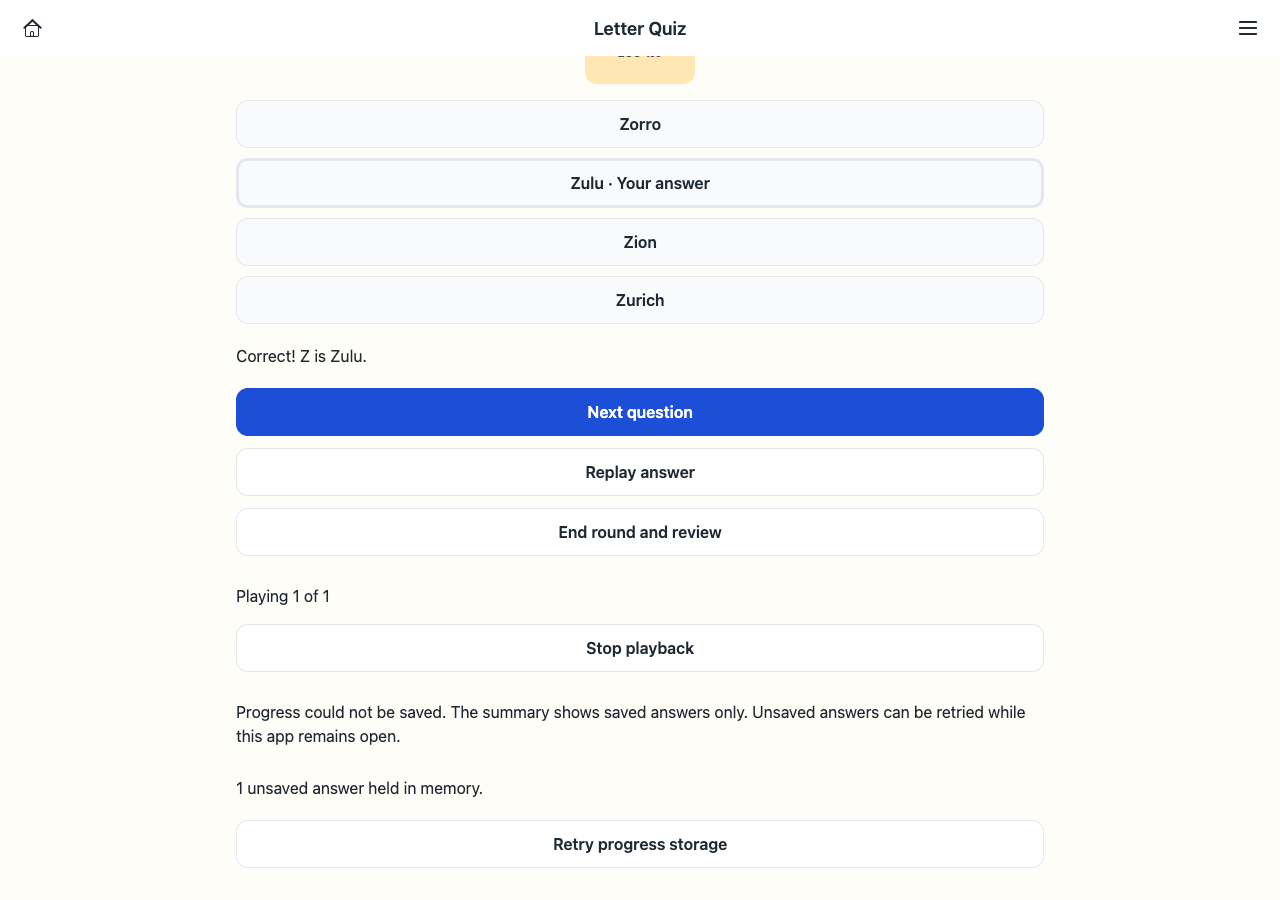 Letter Quiz
Zorro
Zulu · Your answer
Zion
Zurich
Correct! Z is Zulu.
Next question
Replay answer
End round and review
Playing 1 of 1
Stop playback
Progress could not be saved. The summary shows saved answers only. Unsaved answers can be retried while
this app remains open.
1 unsaved answer held in memory.
Retry progress storage